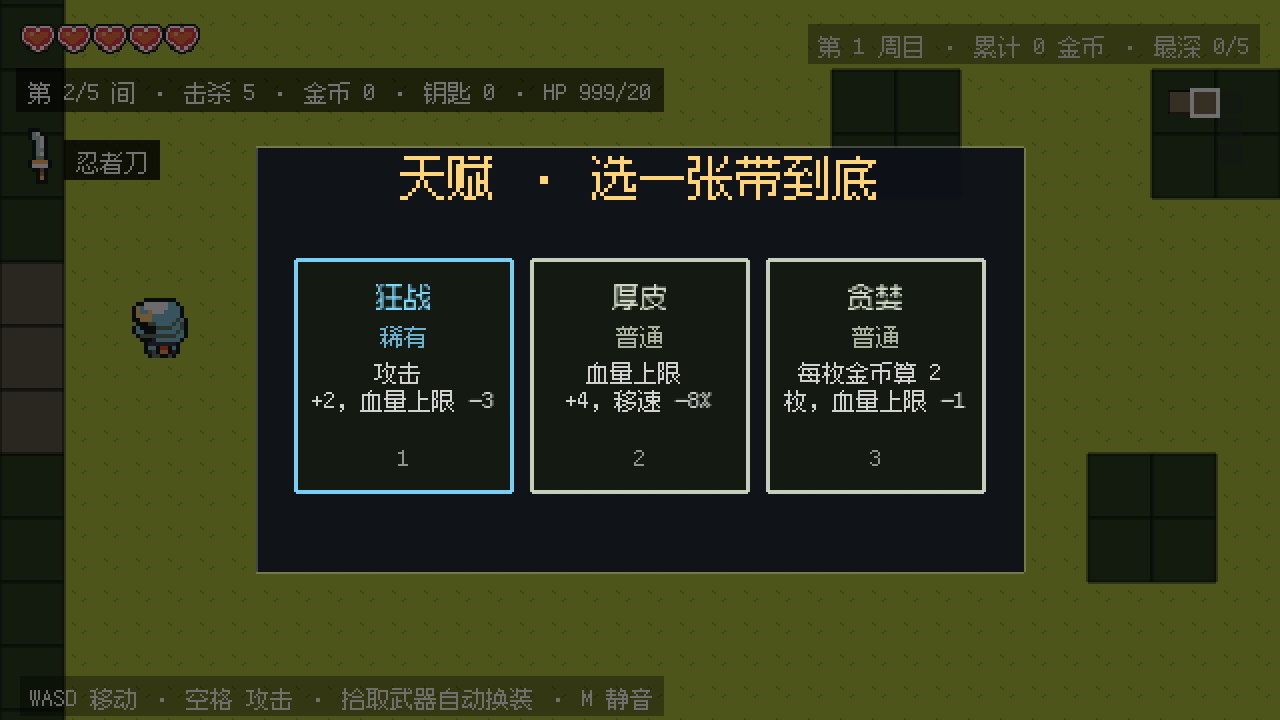 第 1 周目 · 累计 0 金币 · 最深 0/5
第 2/5 间 · 击杀 5 · 金币 0 · 钥匙 0 · HP 999/20
忍者刀
天赋 · 选一张带到底
狂战
稀有
攻击
+2, 血量上限 -3
1
厚皮
普通
血量上限
+4, 移速 -8%
2
贪婪
普通
每枚金币算 2
枚, 血量上限 -1
3
WASD 移动 · 空格 攻击 · 拾取武器自动换装 · M 静音